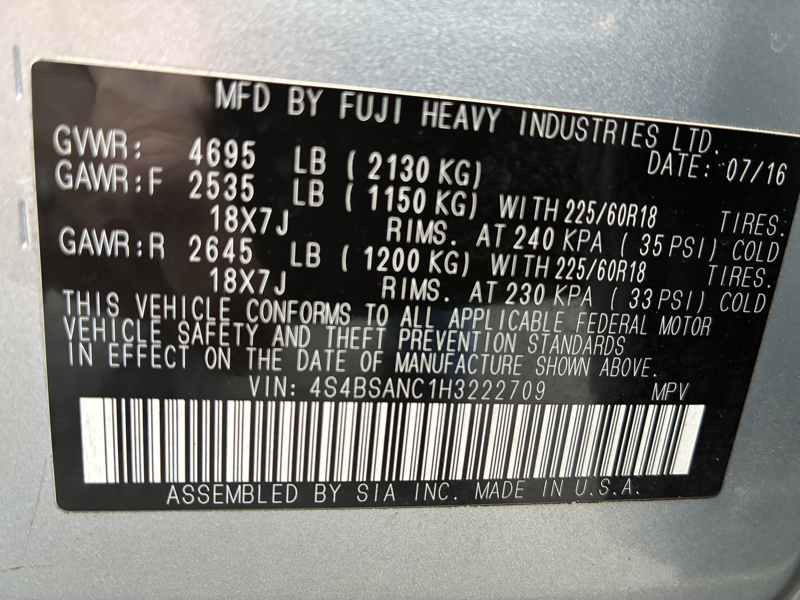 MFD BY FUJI HEAVY INDUSTRIES LTD.
GVWR: 4695 LB ( 2130 KG) DATE: 07/16
GAWR:F 2535 LB ( 1150 KG) WITH 225/60R18 TIRES.
18X7J RIMS. AT 240 KPA ( 35 PSI) COLD
GAWR:R 2645 LB ( 1200 KG) WITH 225/60R18 TIRES.
18X7J RIMS. AT 230 KPA ( 33 PSI) COLD
THIS VEHICLE CONFORMS TO ALL APPLICABLE FEDERAL MOTOR
VEHICLE SAFETY AND THEFT PREVENTION STANDARDS
IN EFFECT ON THE DATE OF MANUFACTURE SHOWN ABOVE.
VIN: 4S4BSANC1H3222709 MPV
ASSEMBLED BY SIA INC. MADE IN U.S.A.